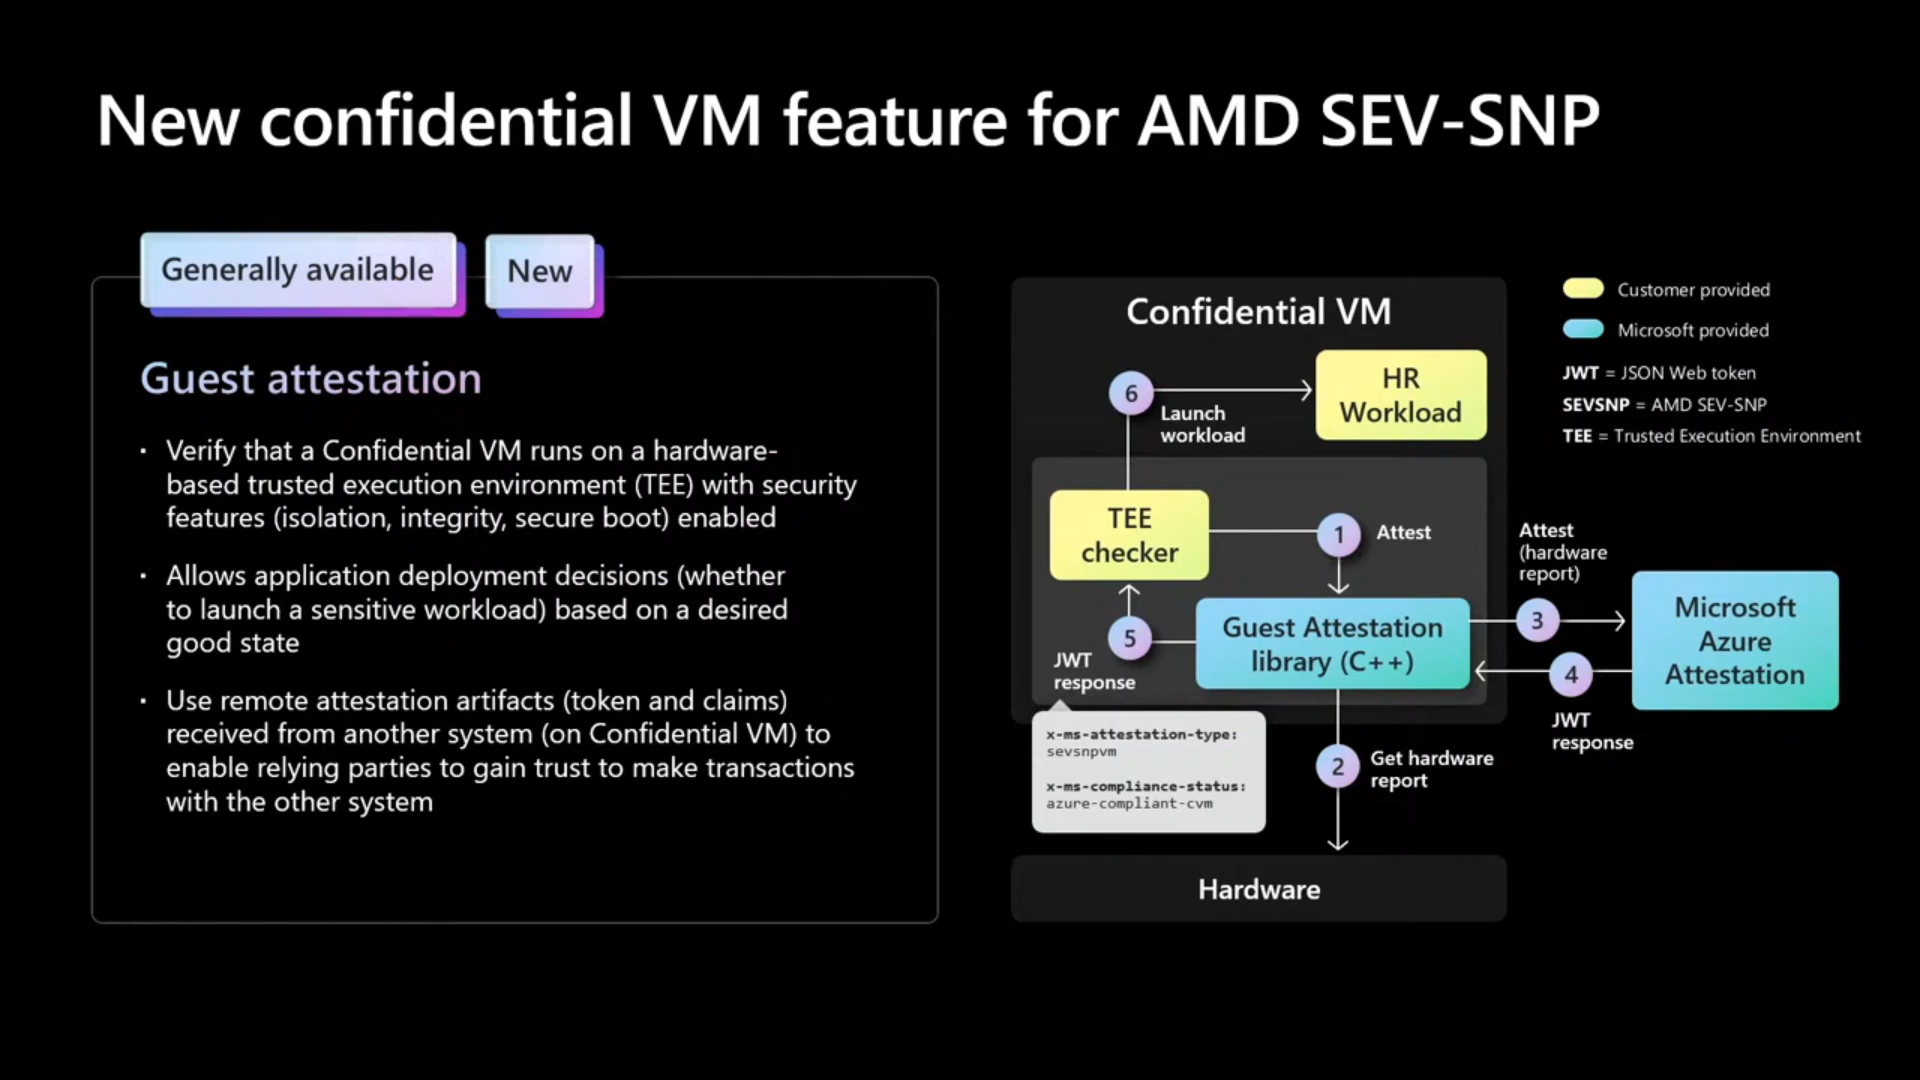 New confidential VM feature for AMD SEV-SNP
Generally available
New
Guest attestation
· Verify that a Confidential VM runs on a hardware-
based trusted execution environment (TEE) with security
features (isolation, integrity, secure boot) enabled
· Allows application deployment decisions (whether
to launch a sensitive workload) based on a desired
good state
· Use remote attestation artifacts (token and claims)
received from another system (on Confidential VM) to
enable relying parties to gain trust to make transactions
with the other system
Confidential VM
6
Launch
workload
HR
Workload
TEE
checker
1
Attest
Guest Attestation
library (C++)
5
JWT
response
x-ms-attestation-type:
sevsnpvm
x-ms-compliance-status:
azure-compliant-cvm
2
Get hardware
report
Hardware
Attest
(hardware
report)
3
4
JWT
response
Microsoft
Azure
Attestation
Customer provided
Microsoft provided
JWT = JSON Web token
SEVSNP = AMD SEV-SNP
TEE = Trusted Execution Environment